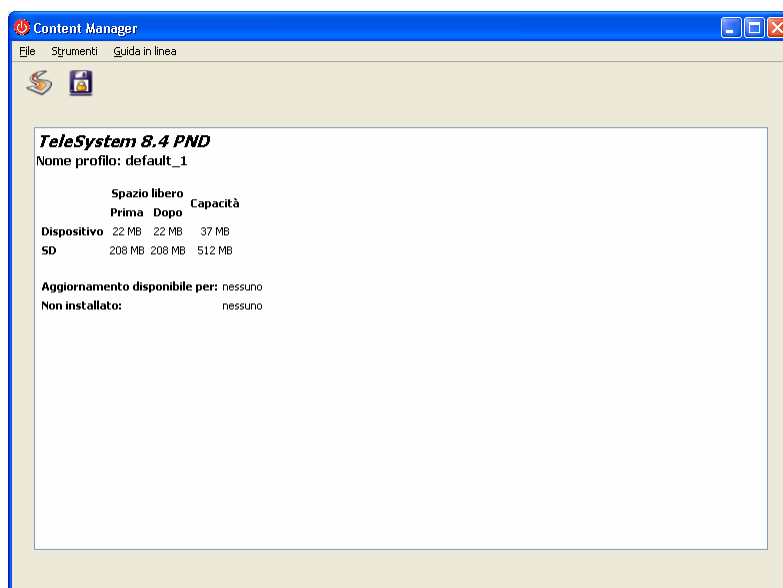 Content Manager
File Strumenti Guida in linea
TeleSystem 8.4 PND
Nome profilo: default_1
Spazio libero Capacità
Prima Dopo
Dispositivo 22 MB 22 MB 37 MB
SD 208 MB 208 MB 512 MB
Aggiornamento disponibile per: nessuno
Non installato: nessuno